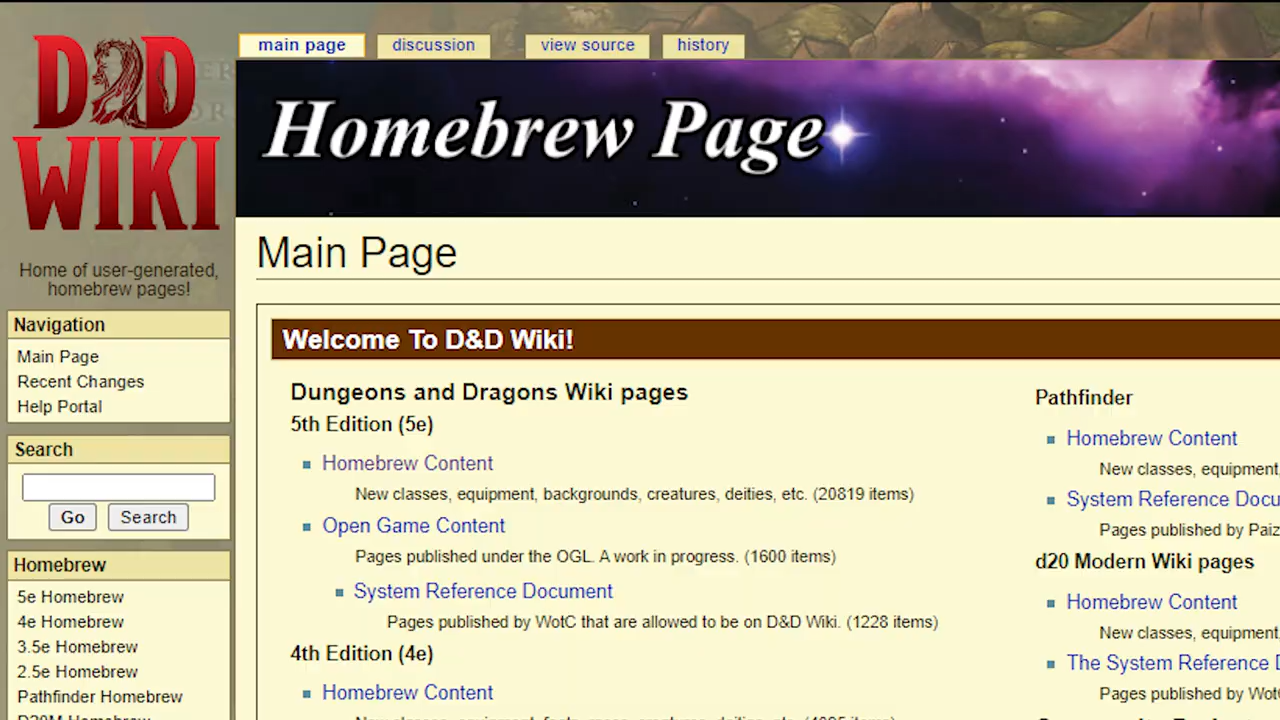 D&D
WIKI
Home of user-generated,
homebrew pages!
Navigation
Main Page
Recent Changes
Help Portal
Search
Go
Search
Homebrew
5e Homebrew
4e Homebrew
3.5e Homebrew
2.5e Homebrew
Pathfinder Homebrew
D20M Homebrew
main page
discussion
view source
history
Homebrew Page
Main Page
Welcome To D&D Wiki!
Dungeons and Dragons Wiki pages
5th Edition (5e)
Homebrew Content
New classes, equipment, backgrounds, creatures, deities, etc. (20819 items)
Open Game Content
Pages published under the OGL. A work in progress. (1600 items)
System Reference Document
Pages published by WotC that are allowed to be on D&D Wiki. (1228 items)
4th Edition (4e)
Homebrew Content
Pathfinder
Homebrew Content
New classes, equipment,
System Reference Docu
Pages published by Paiz
d20 Modern Wiki pages
Homebrew Content
New classes, equipment
The System Reference D
Pages published by Wot